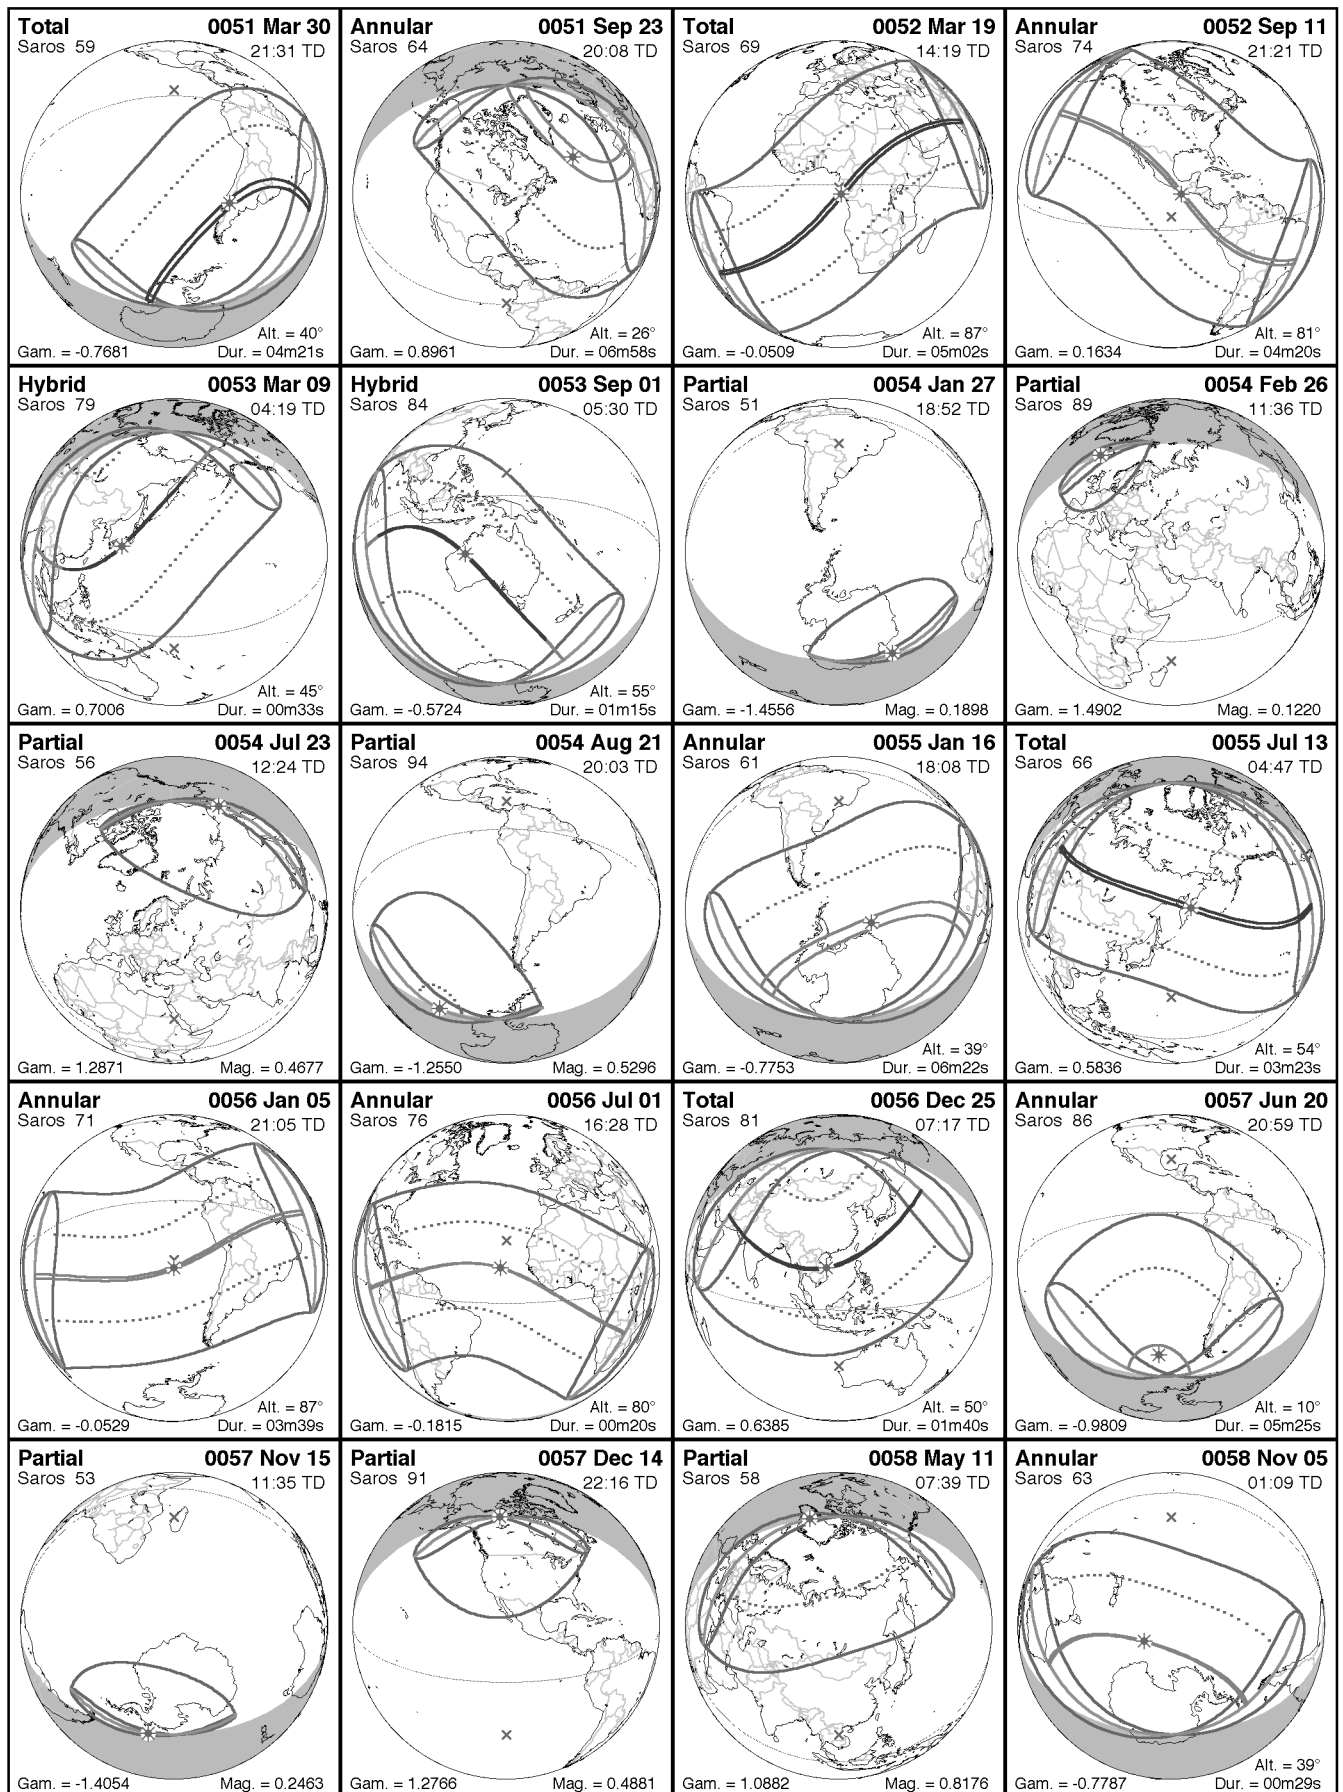 Total 0051 Mar 30
Saros 59 21:31 TD
Alt. = 40°
Gam. = -0.7681 Dur. = 04m21s
Annular 0051 Sep 23
Saros 64 20:08 TD
Alt. = 26°
Gam. = 0.8961 Dur. = 06m58s
Total 0052 Mar 19
Saros 69 14:19 TD
Alt. = 87°
Gam. = -0.0509 Dur. = 05m02s
Annular 0052 Sep 11
Saros 74 21:21 TD
Alt. = 81°
Gam. = 0.1634 Dur. = 04m20s
Hybrid 0053 Mar 09
Saros 79 04:19 TD
Alt. = 45°
Gam. = 0.7006 Dur. = 00m33s
Hybrid 0053 Sep 01
Saros 84 05:30 TD
Alt. = 55°
Gam. = -0.5724 Dur. = 01m15s
Partial 0054 Jan 27
Saros 51 18:52 TD
Gam. = -1.4556 Mag. = 0.1898
Partial 0054 Feb 26
Saros 89 11:36 TD
Gam. = 1.4902 Mag. = 0.1220
Partial 0054 Jul 23
Saros 56 12:24 TD
Gam. = 1.2871 Mag. = 0.4677
Partial 0054 Aug 21
Saros 94 20:03 TD
Gam. = -1.2550 Mag. = 0.5296
Annular 0055 Jan 16
Saros 61 18:08 TD
Alt. = 39°
Gam. = -0.7753 Dur. = 06m22s
Total 0055 Jul 13
Saros 66 04:47 TD
Alt. = 54°
Gam. = 0.5836 Dur. = 03m23s
Annular 0056 Jan 05
Saros 71 21:05 TD
Alt. = 87°
Gam. = -0.0529 Dur. = 03m39s
Annular 0056 Jul 01
Saros 76 16:28 TD
Alt. = 80°
Gam. = -0.1815 Dur. = 00m20s
Total 0056 Dec 25
Saros 81 07:17 TD
Alt. = 50°
Gam. = 0.6385 Dur. = 01m40s
Annular 0057 Jun 20
Saros 86 20:59 TD
Alt. = 10°
Gam. = -0.9809 Dur. = 05m25s
Partial 0057 Nov 15
Saros 53 11:35 TD
Gam. = -1.4054 Mag. = 0.2463
Partial 0057 Dec 14
Saros 91 22:16 TD
Gam. = 1.2766 Mag. = 0.4881
Partial 0058 May 11
Saros 58 07:39 TD
Gam. = 1.0882 Mag. = 0.8176
Annular 0058 Nov 05
Saros 63 01:09 TD
Alt. = 39°
Gam. = -0.7787 Dur. = 00m29s